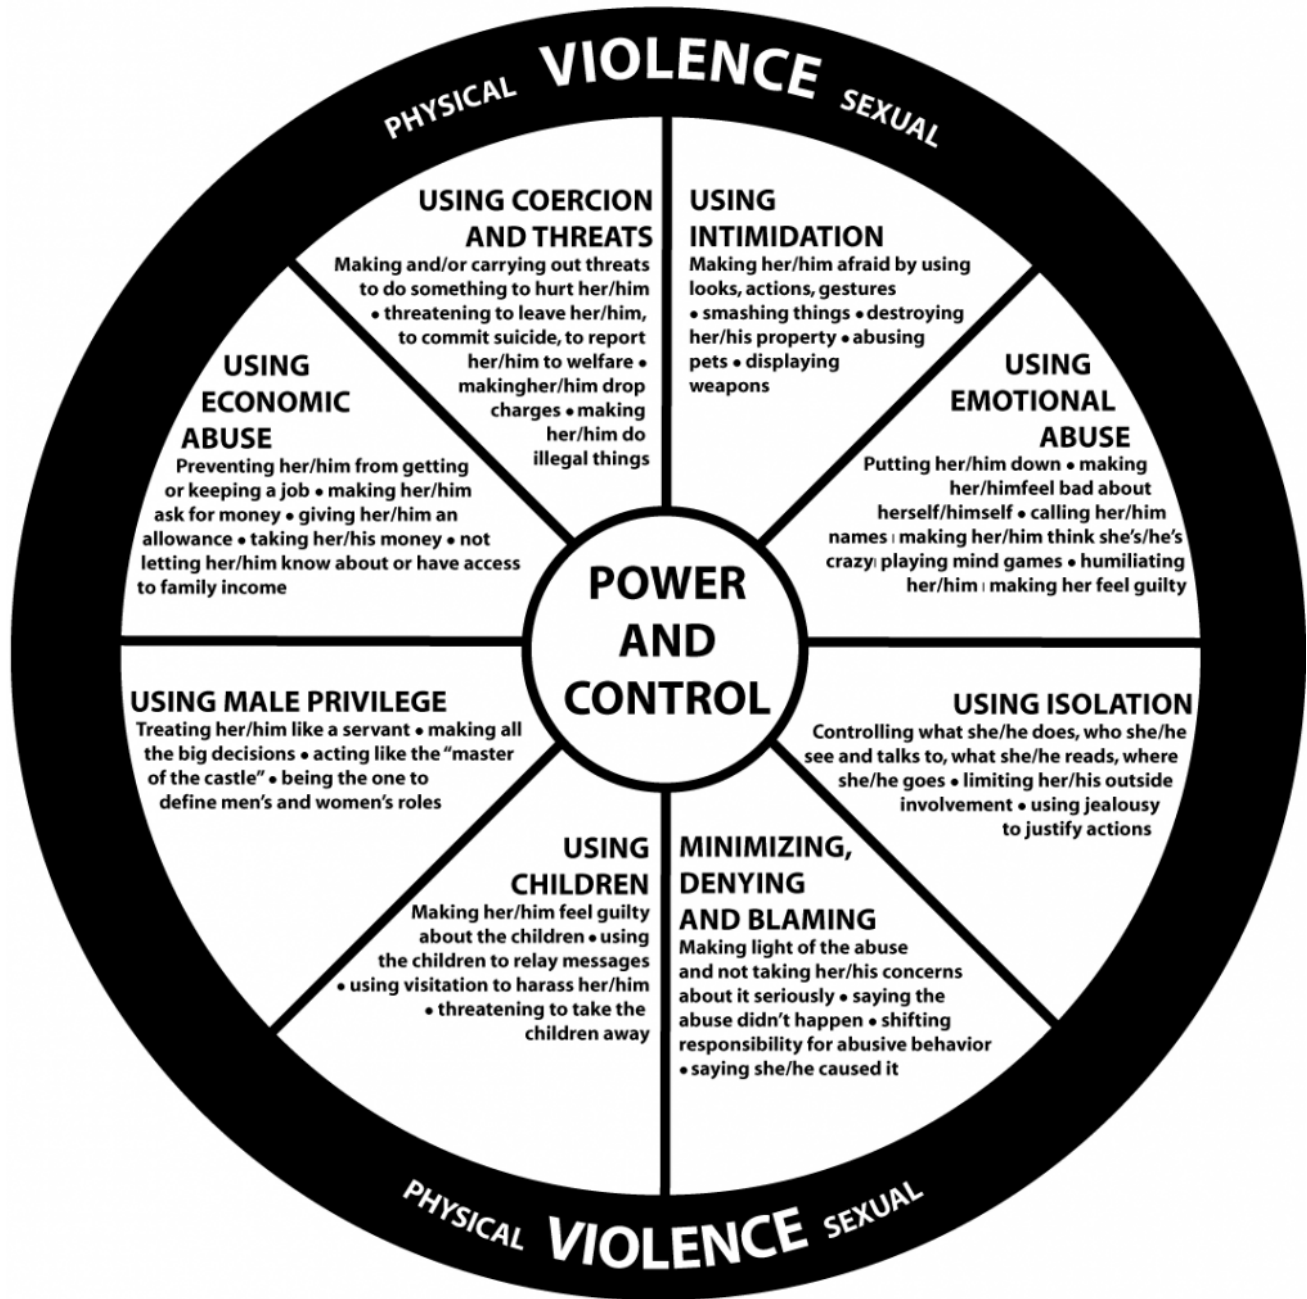 PHYSICAL VIOLENCE SEXUAL
USING COERCION
AND THREATS
Making and/or carrying out threats
to do something to hurt her/him
• threatening to leave her/him,
to commit suicide, to report
her/him to welfare •
makingher/him drop
charges • making
her/him do
illegal things
USING
INTIMIDATION
Making her/him afraid by using
looks, actions, gestures
• smashing things • destroying
her/his property • abusing
pets • displaying
weapons
USING
EMOTIONAL
ABUSE
Putting her/him down • making
her/himfeel bad about
herself/himself • calling her/him
names | making her/him think she's/he's
crazy| playing mind games • humiliating
her/him | making her feel guilty
USING ISOLATION
Controlling what she/he does, who she/he
see and talks to, what she/he reads, where
she/he goes • limiting her/his outside
involvement • using jealousy
to justify actions
MINIMIZING,
DENYING
AND BLAMING
Making light of the abuse
and not taking her/his concerns
about it seriously • saying the
abuse didn't happen • shifting
responsibility for abusive behavior
• saying she/he caused it
USING
CHILDREN
Making her/him feel guilty
about the children • using
the children to relay messages
• using visitation to harass her/him
• threatening to take the
children away
USING MALE PRIVILEGE
Treating her/him like a servant • making all
the big decisions • acting like the "master
of the castle" • being the one to
define men's and women's roles
USING
ECONOMIC
ABUSE
Preventing her/him from getting
or keeping a job • making her/him
ask for money • giving her/him an
allowance • taking her/his money • not
letting her/him know about or have access
to family income
POWER
AND
CONTROL
PHYSICAL VIOLENCE SEXUAL